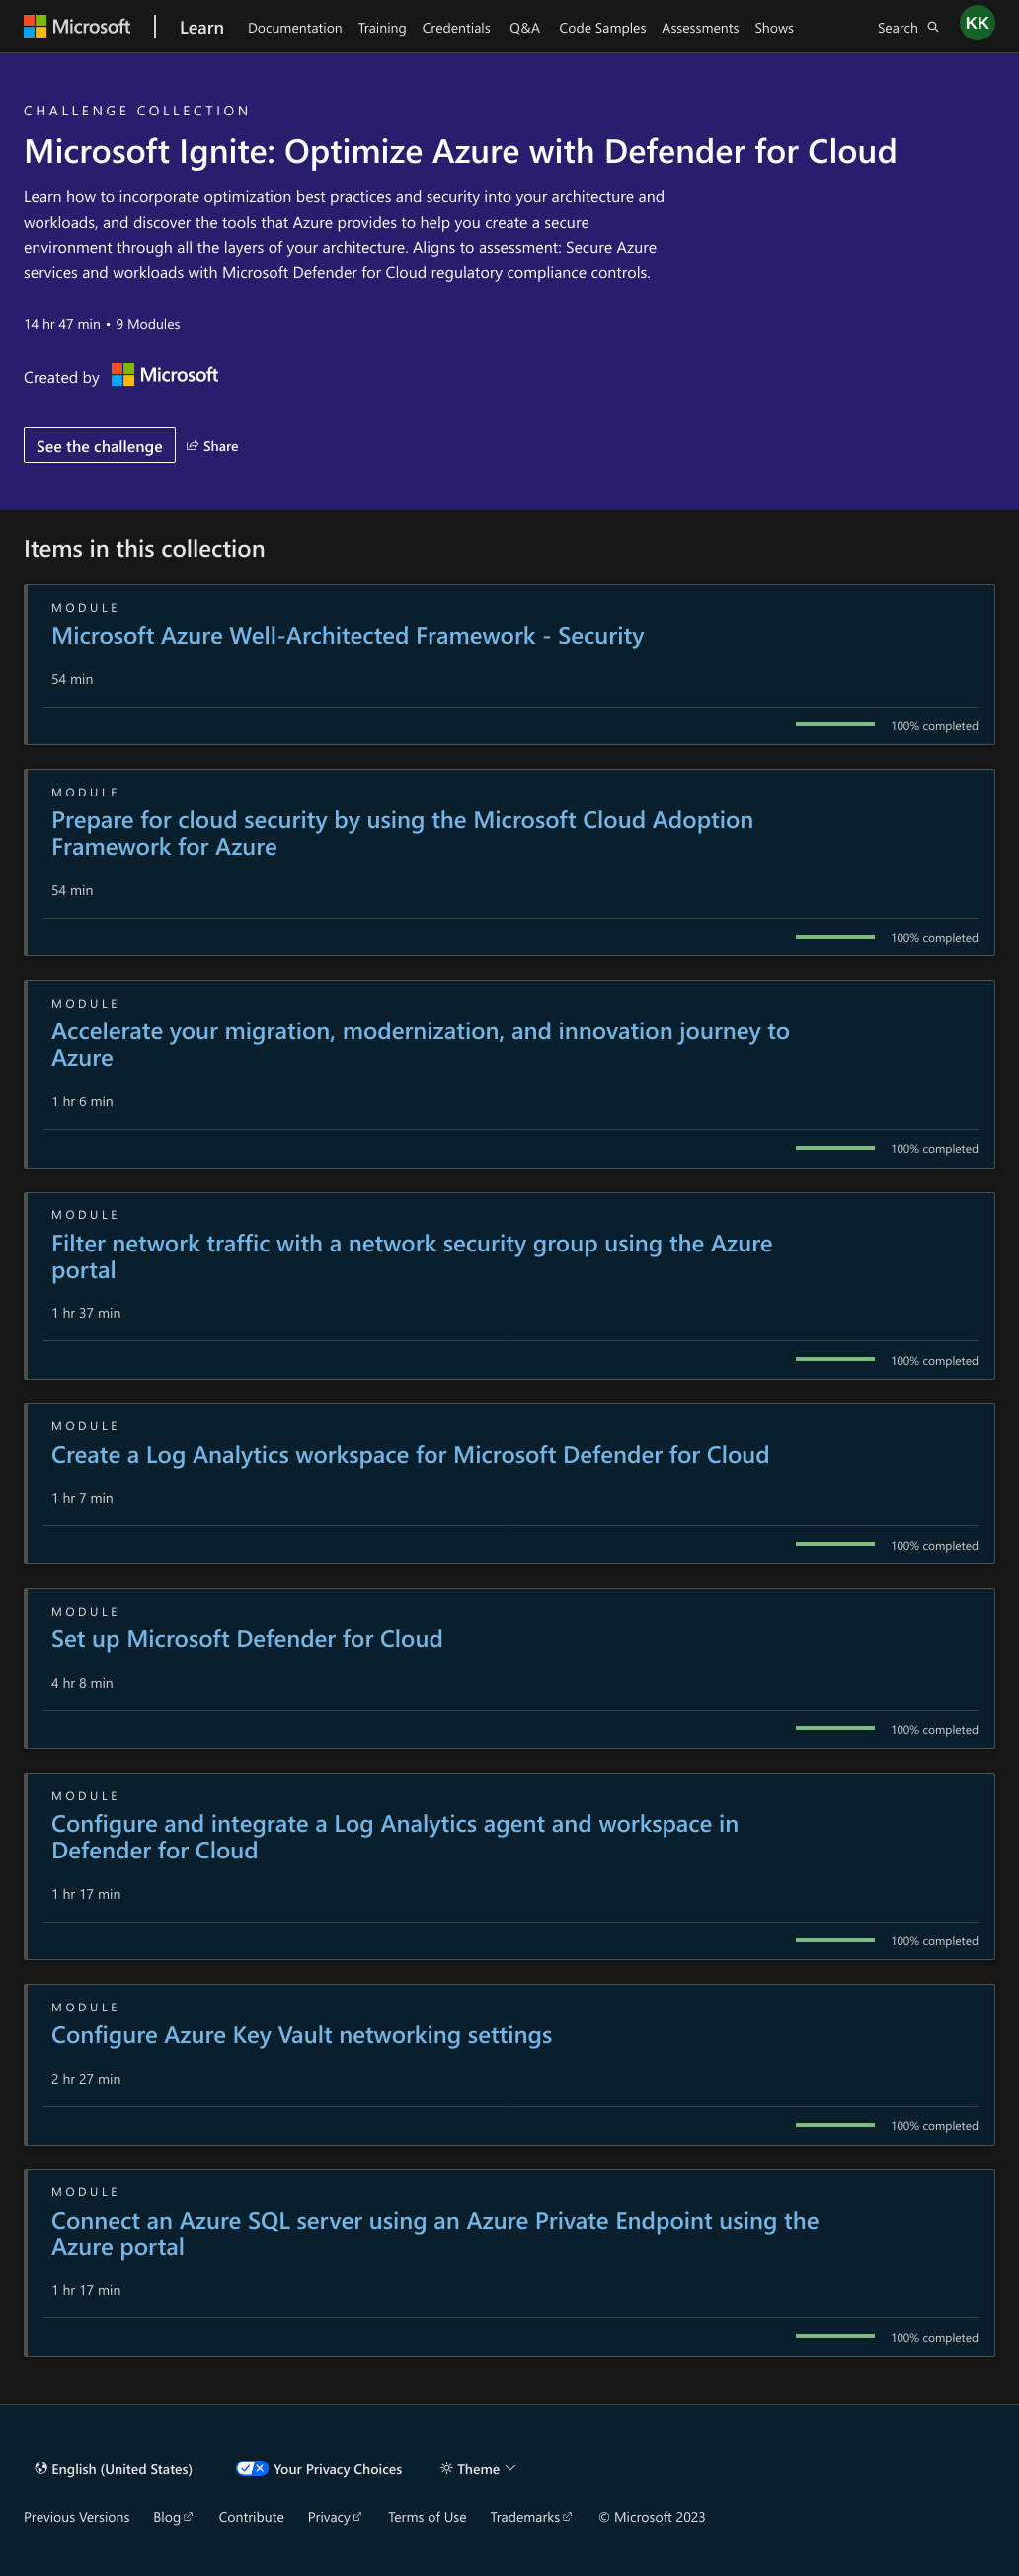 Microsoft Learn Documentation Training Credentials Q&A Code Samples Assessments Shows Search KK
CHALLENGE COLLECTION
Microsoft Ignite: Optimize Azure with Defender for Cloud
Learn how to incorporate optimization best practices and security into your architecture and
workloads, and discover the tools that Azure provides to help you create a secure
environment through all the layers of your architecture. Aligns to assessment: Secure Azure
services and workloads with Microsoft Defender for Cloud regulatory compliance controls.
14 hr 47 min • 9 Modules
Created by Microsoft
See the challenge Share
Items in this collection
MODULE
Microsoft Azure Well-Architected Framework - Security
54 min
100% completed
MODULE
Prepare for cloud security by using the Microsoft Cloud Adoption
Framework for Azure
54 min
100% completed
MODULE
Accelerate your migration, modernization, and innovation journey to
Azure
1 hr 6 min
100% completed
MODULE
Filter network traffic with a network security group using the Azure
portal
1 hr 37 min
100% completed
MODULE
Create a Log Analytics workspace for Microsoft Defender for Cloud
1 hr 7 min
100% completed
MODULE
Set up Microsoft Defender for Cloud
4 hr 8 min
100% completed
MODULE
Configure and integrate a Log Analytics agent and workspace in
Defender for Cloud
1 hr 17 min
100% completed
MODULE
Configure Azure Key Vault networking settings
2 hr 27 min
100% completed
MODULE
Connect an Azure SQL server using an Azure Private Endpoint using the
Azure portal
1 hr 17 min
100% completed
English (United States) Your Privacy Choices Theme
Previous Versions Blog Contribute Privacy Terms of Use Trademarks © Microsoft 2023